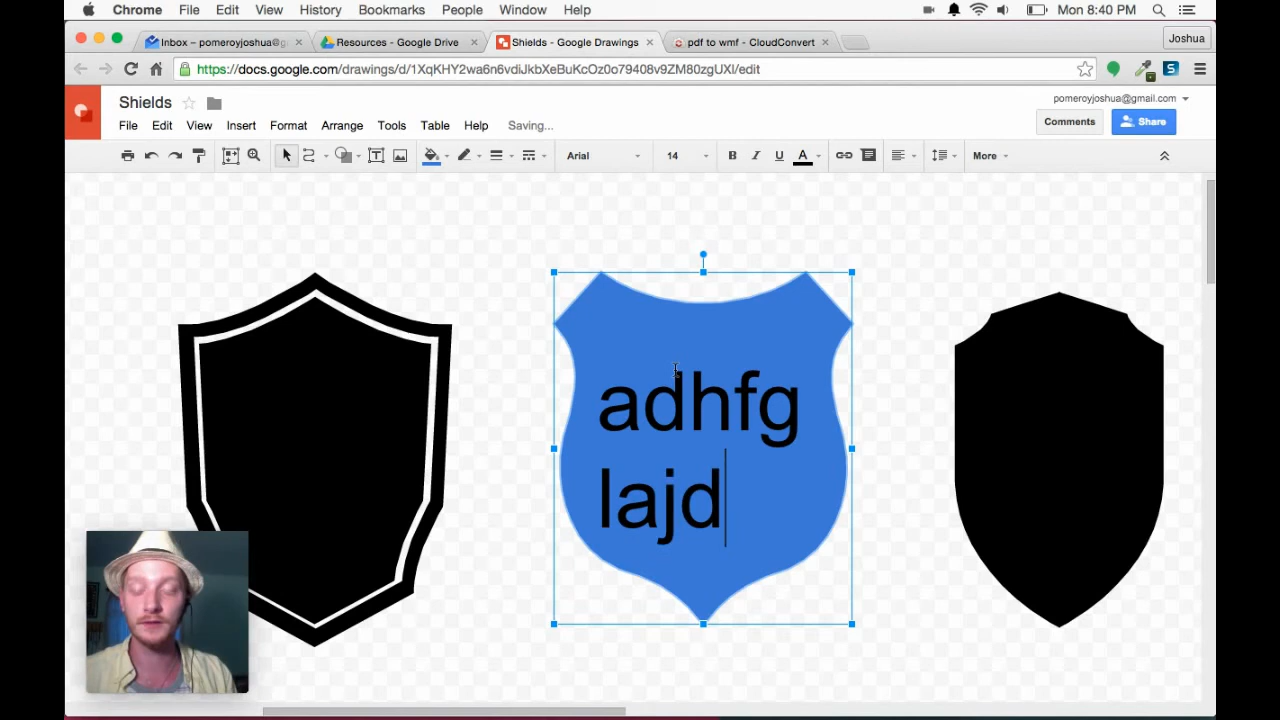 Chrome File Edit View History Bookmarks People Window Help Mon 8:40 PM
Inbox – pomeroyjoshua@g Resources - Google Drive Shields - Google Drawings pdf to wmf - CloudConvert Joshua
https://docs.google.com/drawings/d/1XqKHY2wa6n6vdiJkbXeBuKcOz0o79408v9ZM80zgUXI/edit
Shields pomeroyjoshua@gmail.com
File Edit View Insert Format Arrange Tools Table Help Saving... Comments Share
Arial 14 B I U A More
adhfg
lajd